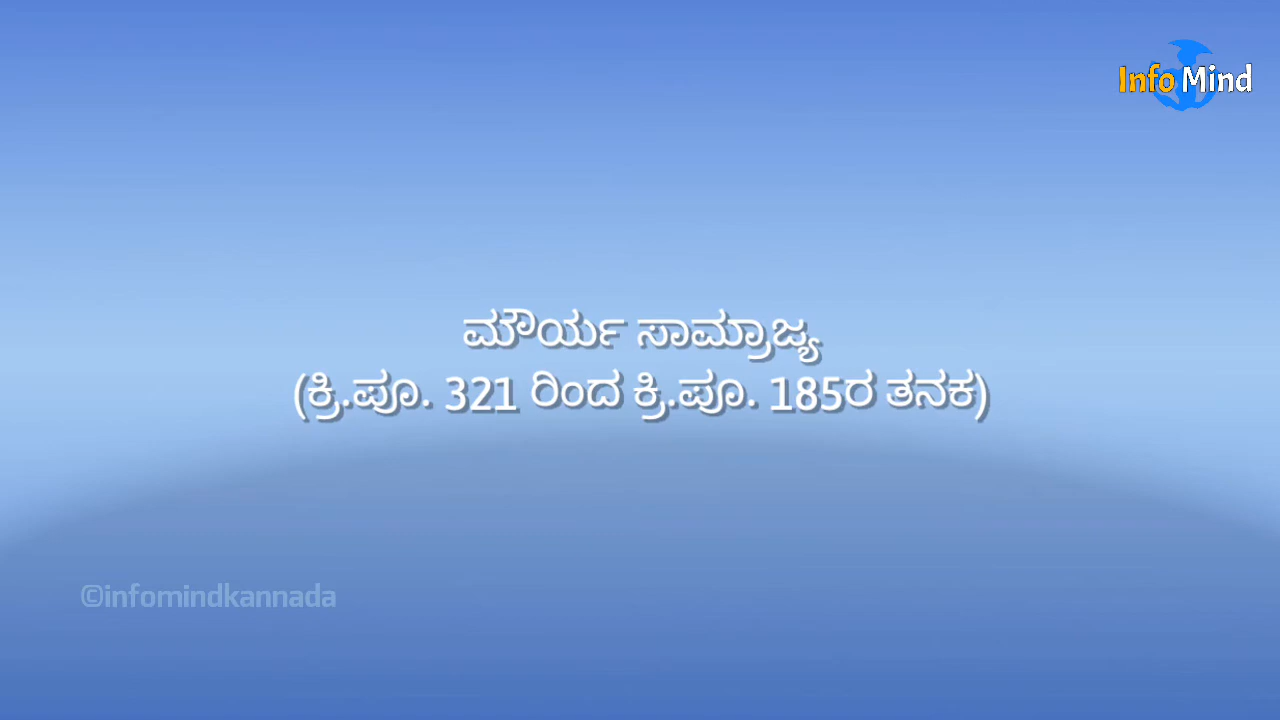 Info Mind
ಮೌರ್ಯ ಸಾಮ್ರಾಜ್ಯ
(ಕ್ರಿ.ಪೂ. 321 ರಿಂದ ಕ್ರಿ.ಪೂ. 185ರ ತನಕ)
©infomindkannada